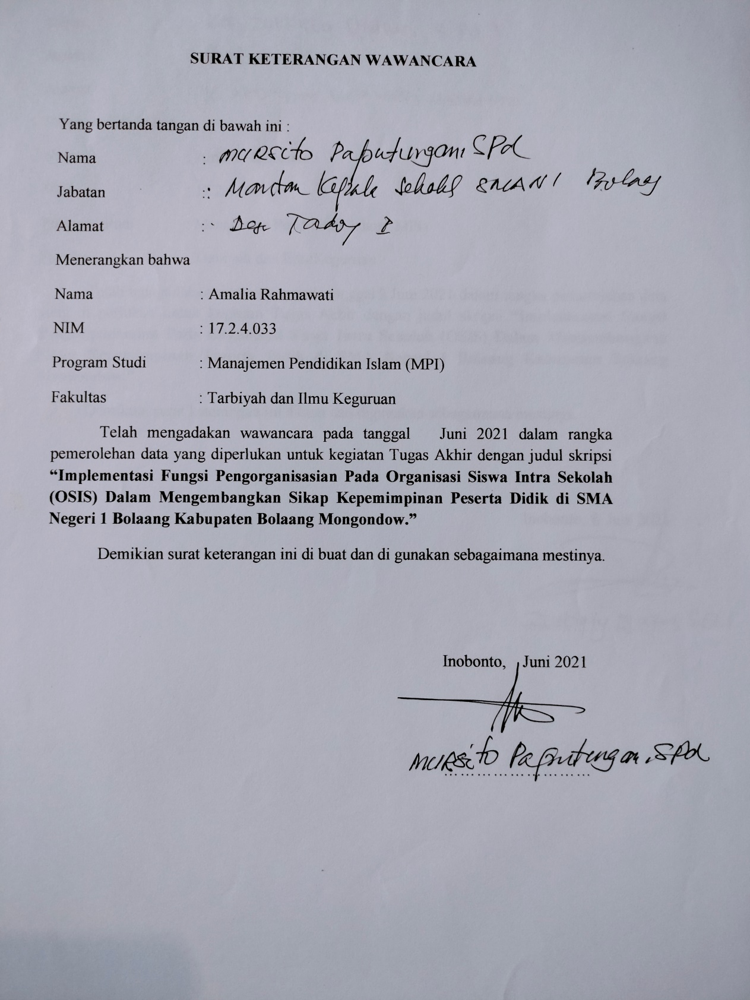 SURAT KETERANGAN WAWANCARA
Yang bertanda tangan di bawah ini :
Nama : MURSito Paputungan, SPd
Jabatan : Mantan Kepala Sekolah SMAN 1 Bolaang
Alamat : Desa Tadoy I
Menerangkan bahwa
Nama : Amalia Rahmawati
NIM : 17.2.4.033
Program Studi : Manajemen Pendidikan Islam (MPI)
Fakultas : Tarbiyah dan Ilmu Keguruan
Telah mengadakan wawancara pada tanggal Juni 2021 dalam rangka
pemerolehan data yang diperlukan untuk kegiatan Tugas Akhir dengan judul skripsi
“Implementasi Fungsi Pengorganisasian Pada Organisasi Siswa Intra Sekolah
(OSIS) Dalam Mengembangkan Sikap Kepemimpinan Peserta Didik di SMA
Negeri 1 Bolaang Kabupaten Bolaang Mongondow.”
Demikian surat keterangan ini di buat dan di gunakan sebagaimana mestinya.
Inobonto, Juni 2021
MURSito Paputungan, SPd